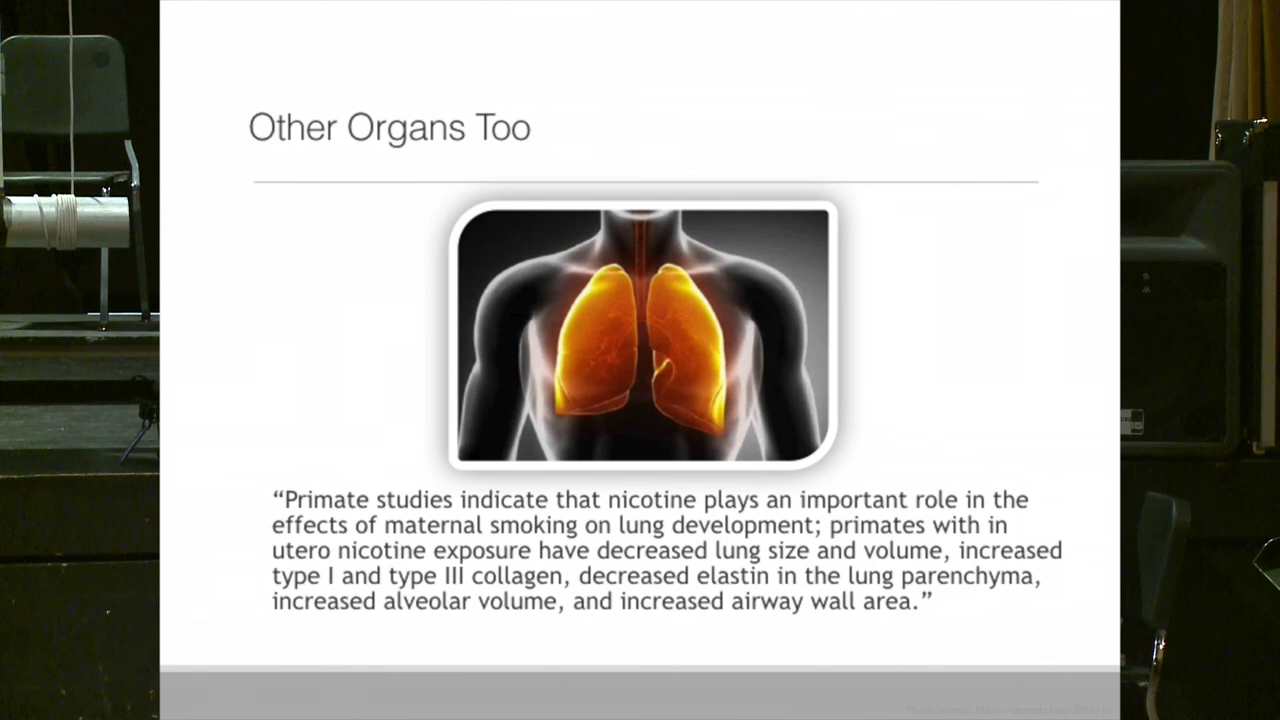 Other Organs Too
“Primate studies indicate that nicotine plays an important role in the
effects of maternal smoking on lung development; primates with in
utero nicotine exposure have decreased lung size and volume, increased
type I and type III collagen, decreased elastin in the lung parenchyma,
increased alveolar volume, and increased airway wall area.”